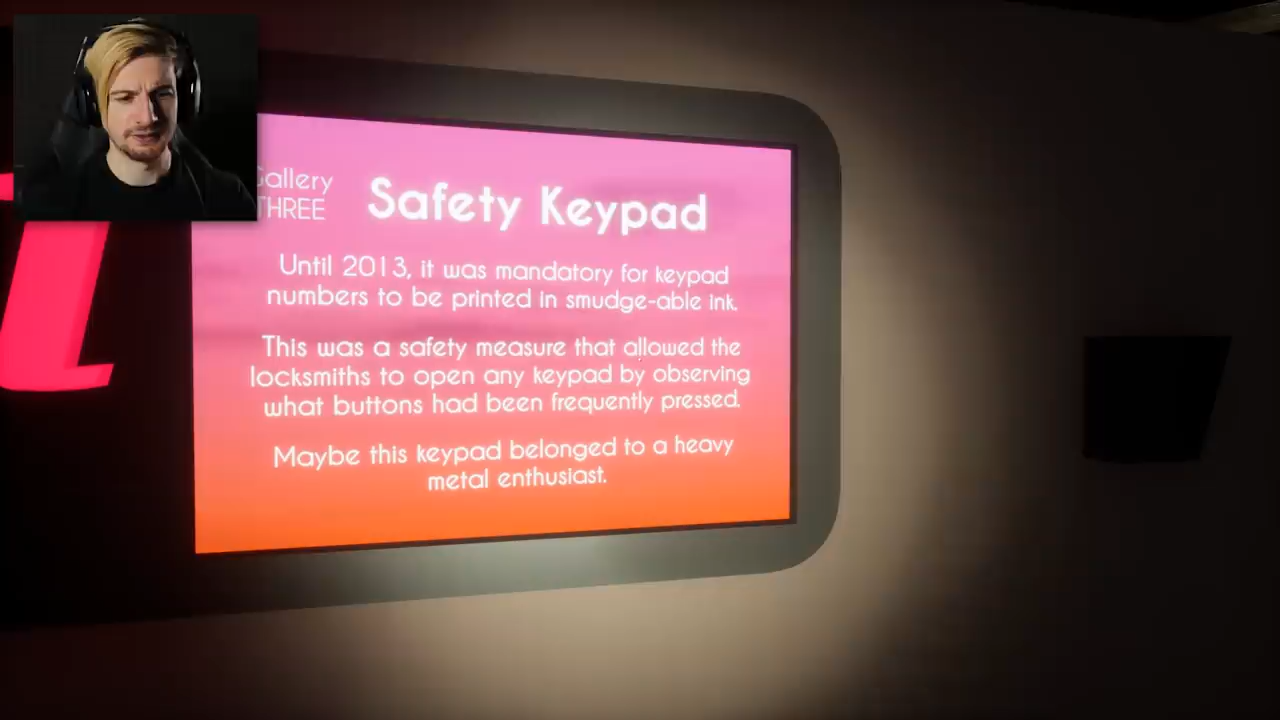 Gallery
THREE
Safety Keypad
Until 2013, it was mandatory for keypad
numbers to be printed in smudge-able ink.
This was a safety measure that allowed the
locksmiths to open any keypad by observing
what buttons had been frequently pressed.
Maybe this keypad belonged to a heavy
metal enthusiast.